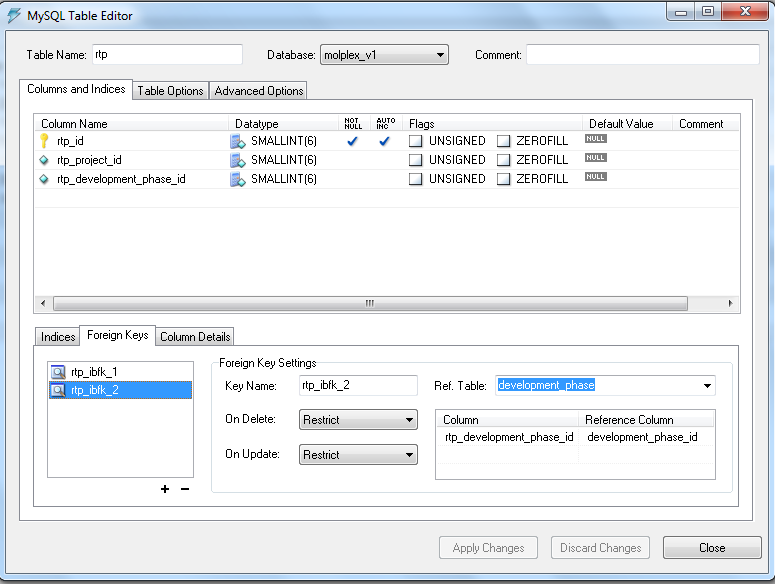 MySQL Table Editor
Table Name: rtp Database: molplex_v1 Comment:
Columns and Indices Table Options Advanced Options
Column Name Datatype NOT NULL AUTO INC Flags Default Value Comment
rtp_id SMALLINT(6) UNSIGNED ZEROFILL NULL
rtp_project_id SMALLINT(6) UNSIGNED ZEROFILL NULL
rtp_development_phase_id SMALLINT(6) UNSIGNED ZEROFILL NULL
Indices Foreign Keys Column Details
rtp_ibfk_1
rtp_ibfk_2
Foreign Key Settings
Key Name: rtp_ibfk_2 Ref. Table: development_phase
On Delete: Restrict
On Update: Restrict
Column Reference Column
rtp_development_phase_id development_phase_id
+ −
Apply Changes Discard Changes Close